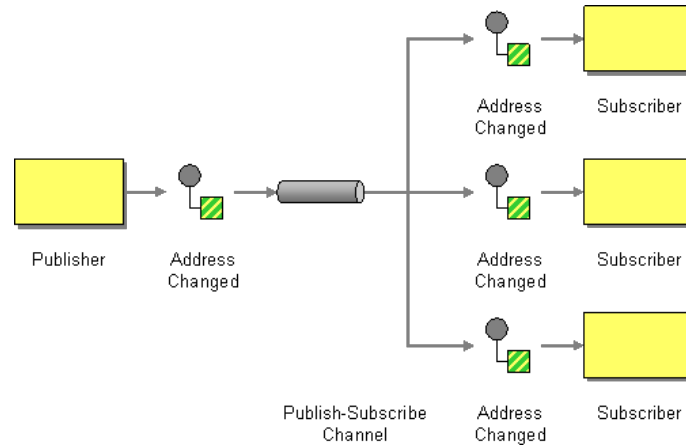 Address
Changed
Subscriber
Publisher
Address
Changed
Address
Changed
Subscriber
Publish-Subscribe
Channel
Address
Changed
Subscriber